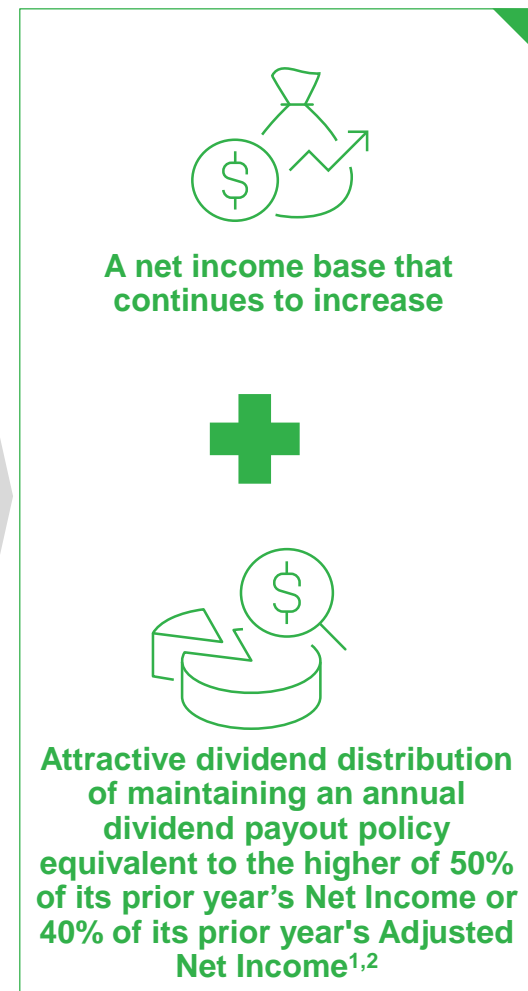 $
A net income base that
continues to increase
$
Attractive dividend distribution
of maintaining an annual
dividend payout policy
equivalent to the higher of 50%
of its prior year’s Net Income or
40% of its prior year's Adjusted
Net Income1,2